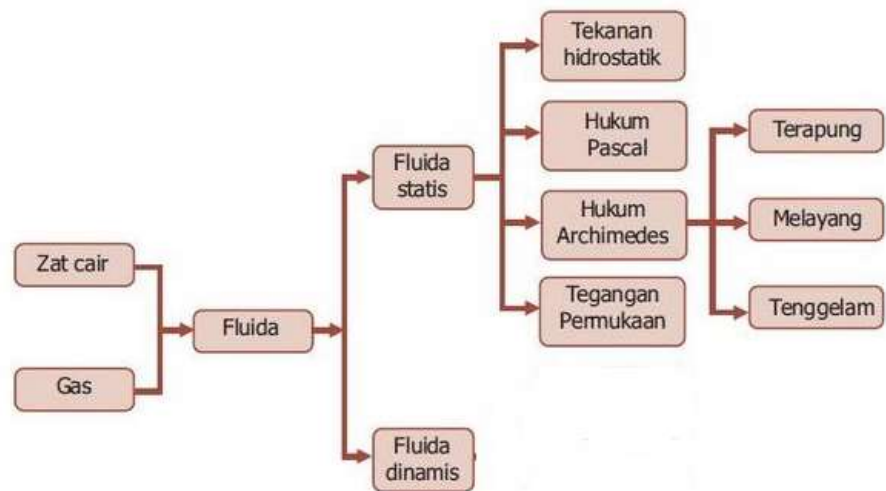 Zat cair
Gas
Fluida
Fluida
statis
Fluida
dinamis
Tekanan
hidrostatik
Hukum
Pascal
Hukum
Archimedes
Tegangan
Permukaan
Terapung
Melayang
Tenggelam